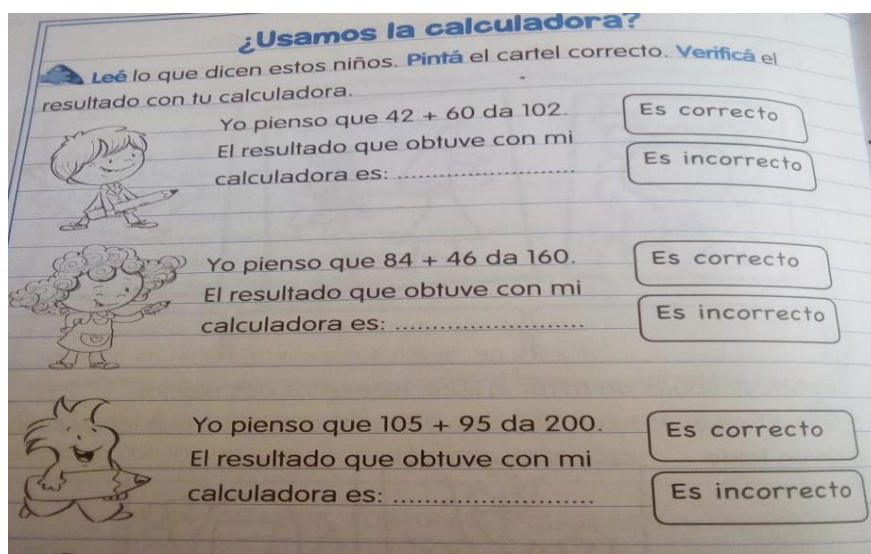 ¿Usamos la calculadora?
Leé lo que dicen estos niños. Pintá el cartel correcto. Verificá el
resultado con tu calculadora.
Yo pienso que 42 + 60 da 102.
El resultado que obtuve con mi
calculadora es: ............................
Es correcto
Es incorrecto
Yo pienso que 84 + 46 da 160.
El resultado que obtuve con mi
calculadora es: ............................
Es correcto
Es incorrecto
Yo pienso que 105 + 95 da 200.
El resultado que obtuve con mi
calculadora es: ............................
Es correcto
Es incorrecto